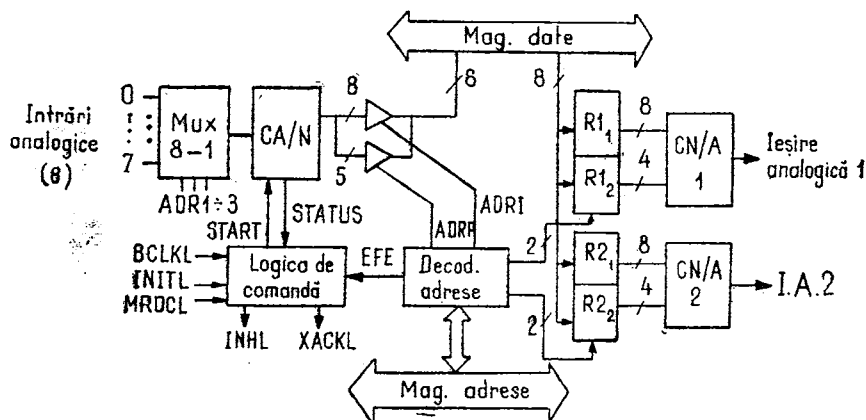 Mag. date
8
8
Intrări
analogice
(8)
0
7
Mux
8-1
CA/N
8
5
ADR1÷3
START
STATUS
ADRP
ADRI
R1₁
R1₂
8
4
CN/A
1
Ieșire
analogică 1
BCLKL
INITL
MRDCL
Logica de
comandă
EFE
Decod.
adrese
2
2
R2₁
R2₂
8
4
CN/A
2
I.A.2
INHL
XACKL
Mag. adrese